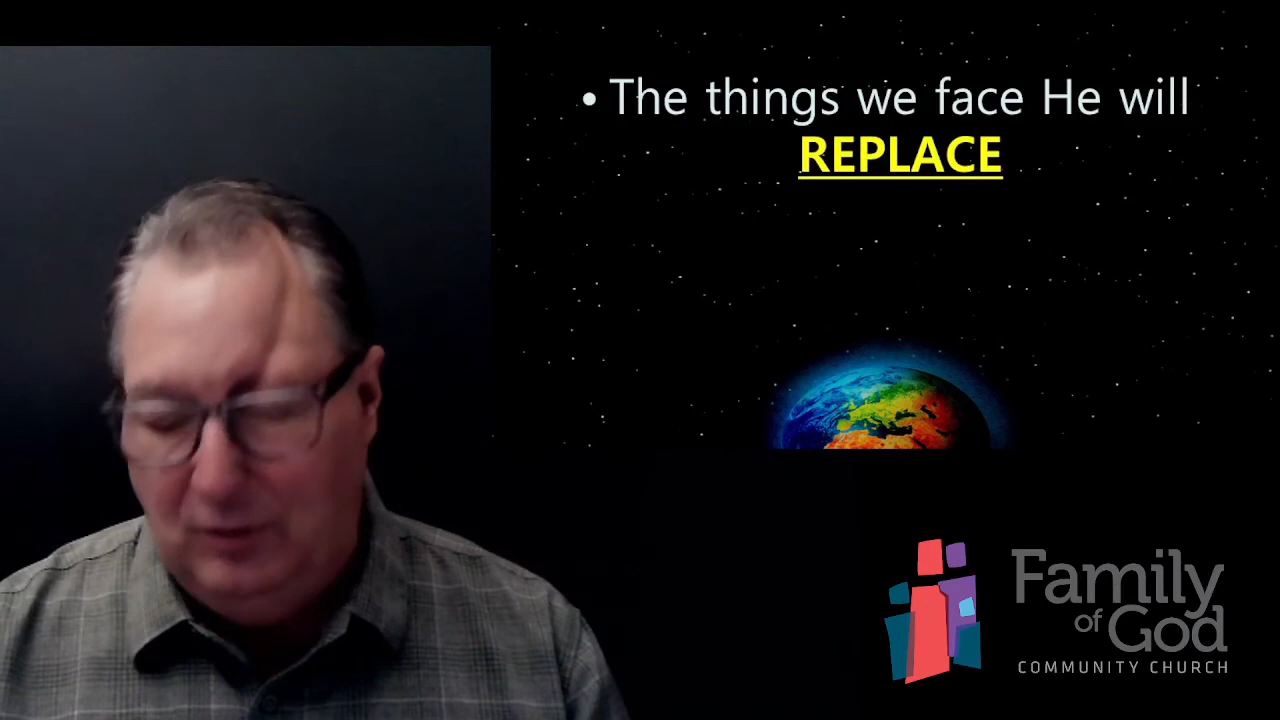 • The things we face He will
REPLACE
Family
of
God
COMMUNITY CHURCH